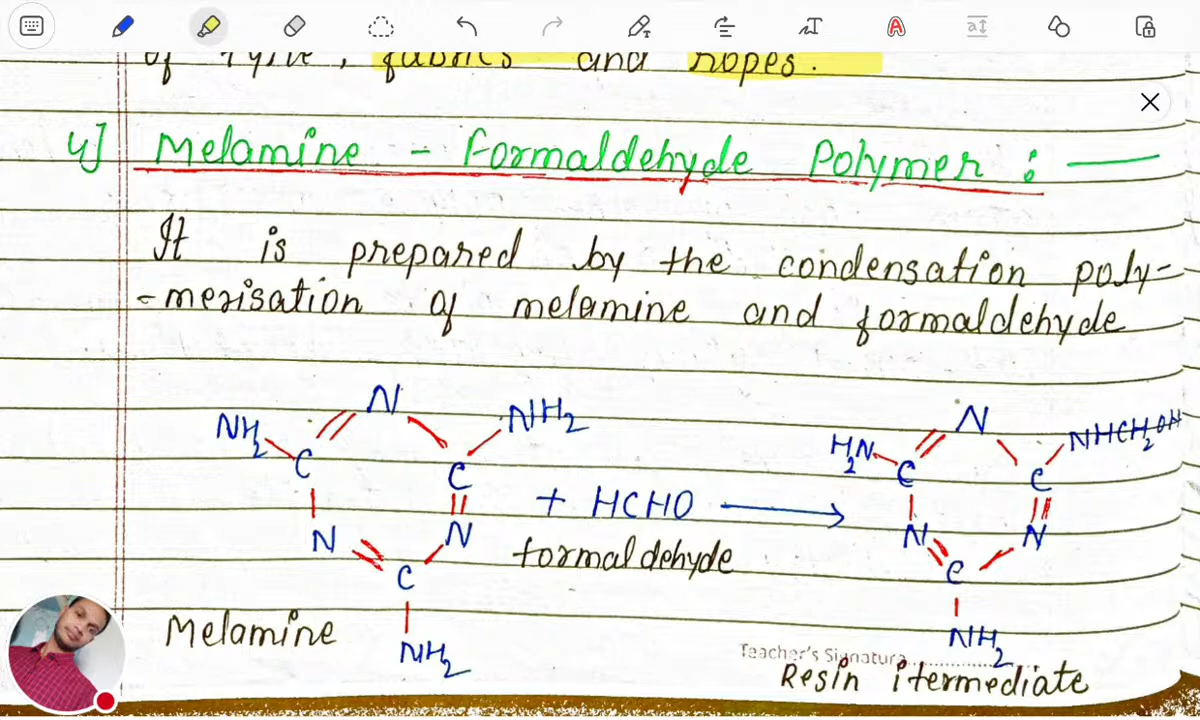 and ropes.
4] Melamine - Formaldehyde Polymer :
It is prepared by the condensation poly-
-merisation of melamine and formaldehyde
N
NH2 NH2
C C
N N
C
NH2
Melamine
+ HCHO
formaldehyde
N
H2N NHCH2OH
C C
N N
C
NH2
Teacher's Signatura
Resin itermediate